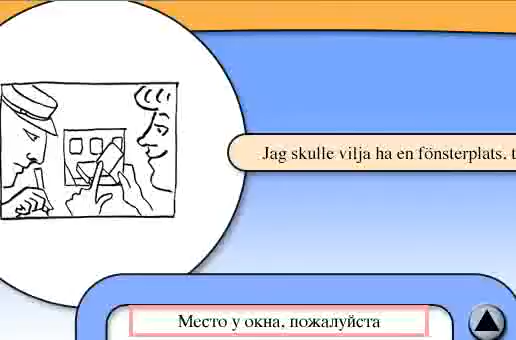 Jag skulle vilja ha en fönsterplats, t
Место у окна, пожалуйста